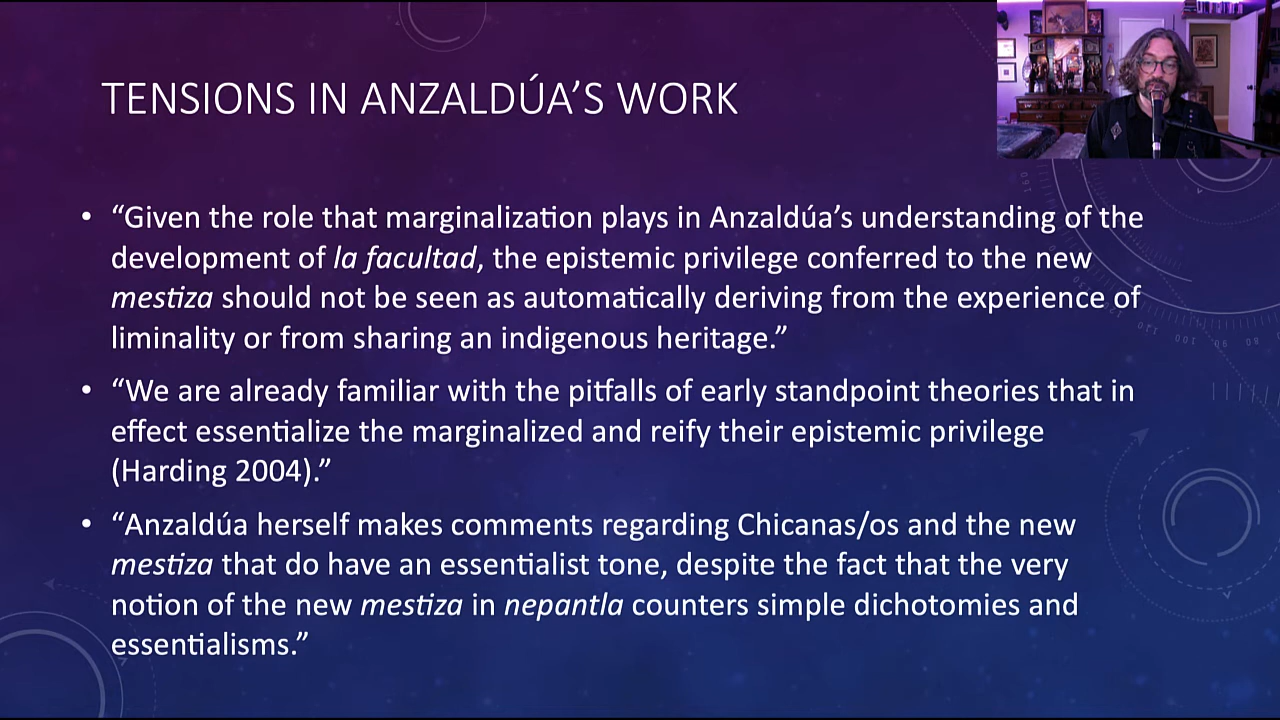 TENSIONS IN ANZALDÚA’S WORK
• “Given the role that marginalization plays in Anzaldúa’s understanding of the
development of la facultad, the epistemic privilege conferred to the new
mestiza should not be seen as automatically deriving from the experience of
liminality or from sharing an indigenous heritage.”
• “We are already familiar with the pitfalls of early standpoint theories that in
effect essentialize the marginalized and reify their epistemic privilege
(Harding 2004).”
• “Anzaldúa herself makes comments regarding Chicanas/os and the new
mestiza that do have an essentialist tone, despite the fact that the very
notion of the new mestiza in nepantla counters simple dichotomies and
essentialisms.”